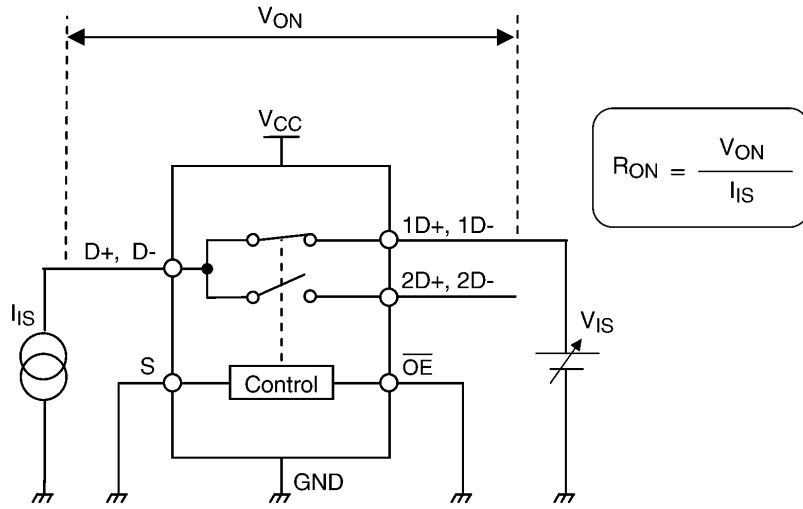 VON
VCC
RON = VON / IIS
D+, D-
1D+, 1D-
2D+, 2D-
IIS
VIS
S
Control
OE
GND